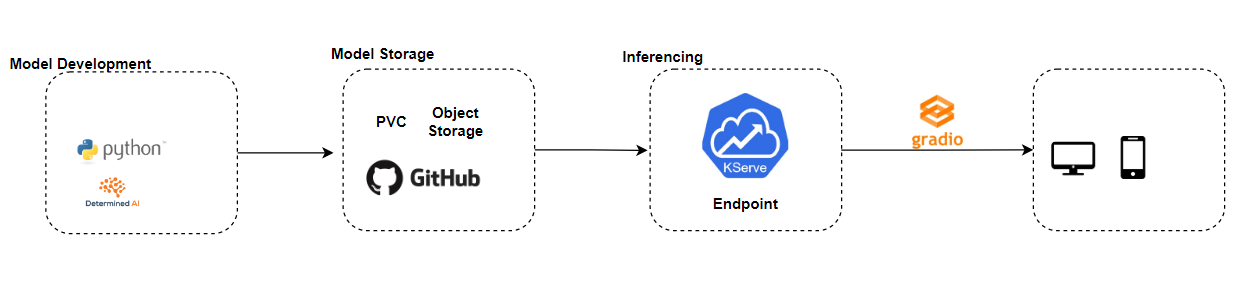 Model Development
python
Determined AI
Model Storage
PVC
Object
Storage
GitHub
Inferencing
KServe
Endpoint
gradio